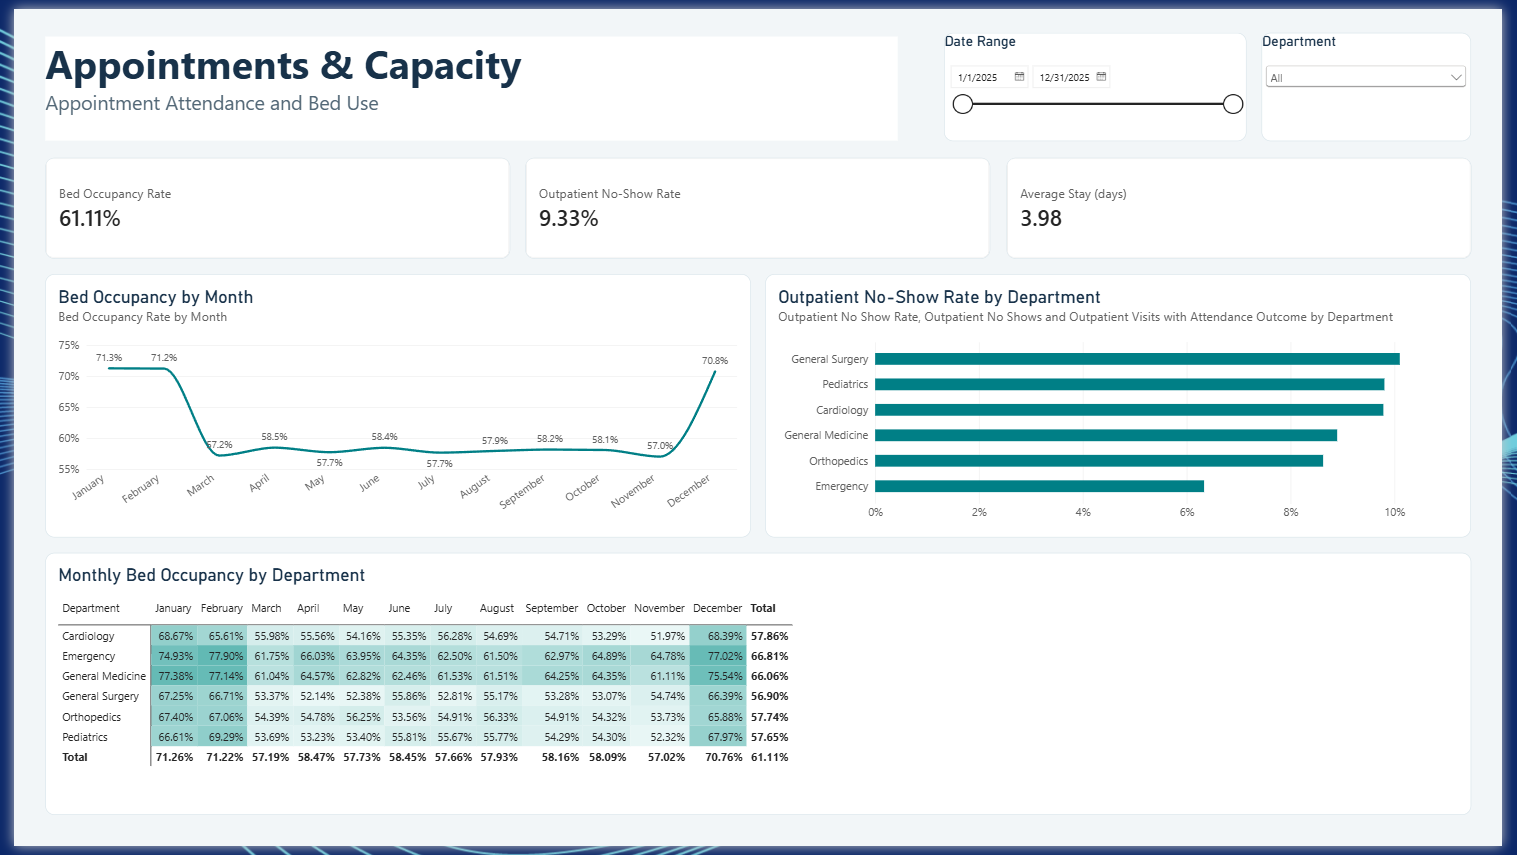 Appointments & Capacity
Appointment Attendance and Bed Use
Date Range
1/1/2025 12/31/2025
Department
All
Bed Occupancy Rate
61.11%
Outpatient No-Show Rate
9.33%
Average Stay (days)
3.98
Bed Occupancy by Month
Bed Occupancy Rate by Month
75%
70%
65%
60%
55%
71.3% 71.2% 57.2% 58.5% 57.7% 58.4% 57.7% 57.9% 58.2% 58.1% 57.0% 70.8%
January February March April May June July August September October November December
Outpatient No-Show Rate by Department
Outpatient No Show Rate, Outpatient No Shows and Outpatient Visits with Attendance Outcome by Department
General Surgery
Pediatrics
Cardiology
General Medicine
Orthopedics
Emergency
0% 2% 4% 6% 8% 10%
Monthly Bed Occupancy by Department
Department January February March April May June July August September October November December Total
Cardiology 68.67% 65.61% 55.98% 55.56% 54.16% 55.35% 56.28% 54.69% 54.71% 53.29% 51.97% 68.39% 57.86%
Emergency 74.93% 77.90% 61.75% 66.03% 63.95% 64.35% 62.50% 61.50% 62.97% 64.89% 64.78% 77.02% 66.81%
General Medicine 77.38% 77.14% 61.04% 64.57% 62.82% 62.46% 61.53% 61.51% 64.25% 64.35% 61.11% 75.54% 66.06%
General Surgery 67.25% 66.71% 53.37% 52.14% 52.38% 55.86% 52.81% 55.17% 53.28% 53.07% 54.74% 66.39% 56.90%
Orthopedics 67.40% 67.06% 54.39% 54.78% 56.25% 53.56% 54.91% 56.33% 54.91% 54.32% 53.73% 65.88% 57.74%
Pediatrics 66.61% 69.29% 53.69% 53.23% 53.40% 55.81% 55.67% 55.77% 54.29% 54.30% 52.32% 67.97% 57.65%
Total 71.26% 71.22% 57.19% 58.47% 57.73% 58.45% 57.66% 57.93% 58.16% 58.09% 57.02% 70.76% 61.11%